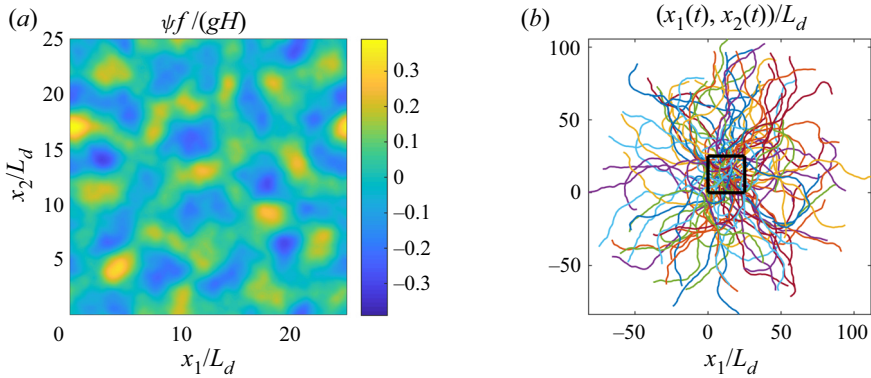 (a) ψf/(gH)
25
20
15
10
5
0 10 20
x₂/L_d
x₁/L_d
0.3
0.2
0.1
0
–0.1
–0.2
–0.3
(b) (x₁(t), x₂(t))/L_d
100
50
0
–50
–50 0 50 100
x₁/L_d